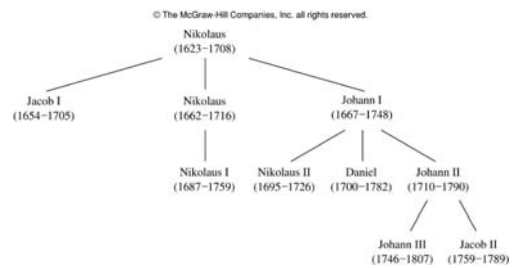 © The McGraw-Hill Companies, Inc. all rights reserved.
Nikolaus
(1623−1708)
Jacob I
(1654−1705)
Nikolaus
(1662−1716)
Johann I
(1667−1748)
Nikolaus I
(1687−1759)
Nikolaus II
(1695−1726)
Daniel
(1700−1782)
Johann II
(1710−1790)
Johann III
(1746−1807)
Jacob II
(1759−1789)